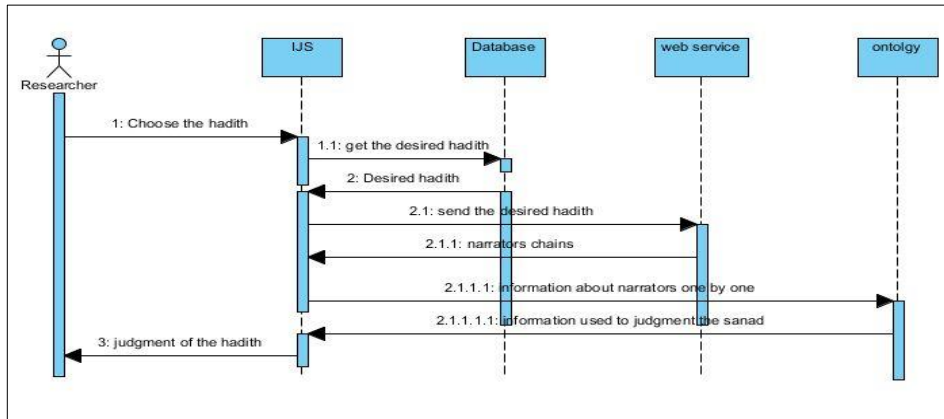 IJS
Database
web service
ontolgy
Researcher
1: Choose the hadith
1.1: get the desired hadith
2: Desired hadith
2.1: send the desired hadith
2.1.1: narrators chains
2.1.1.1: information about narrators one by one
2.1.1.1.1: information used to judgment the sanad
3: judgment of the hadith